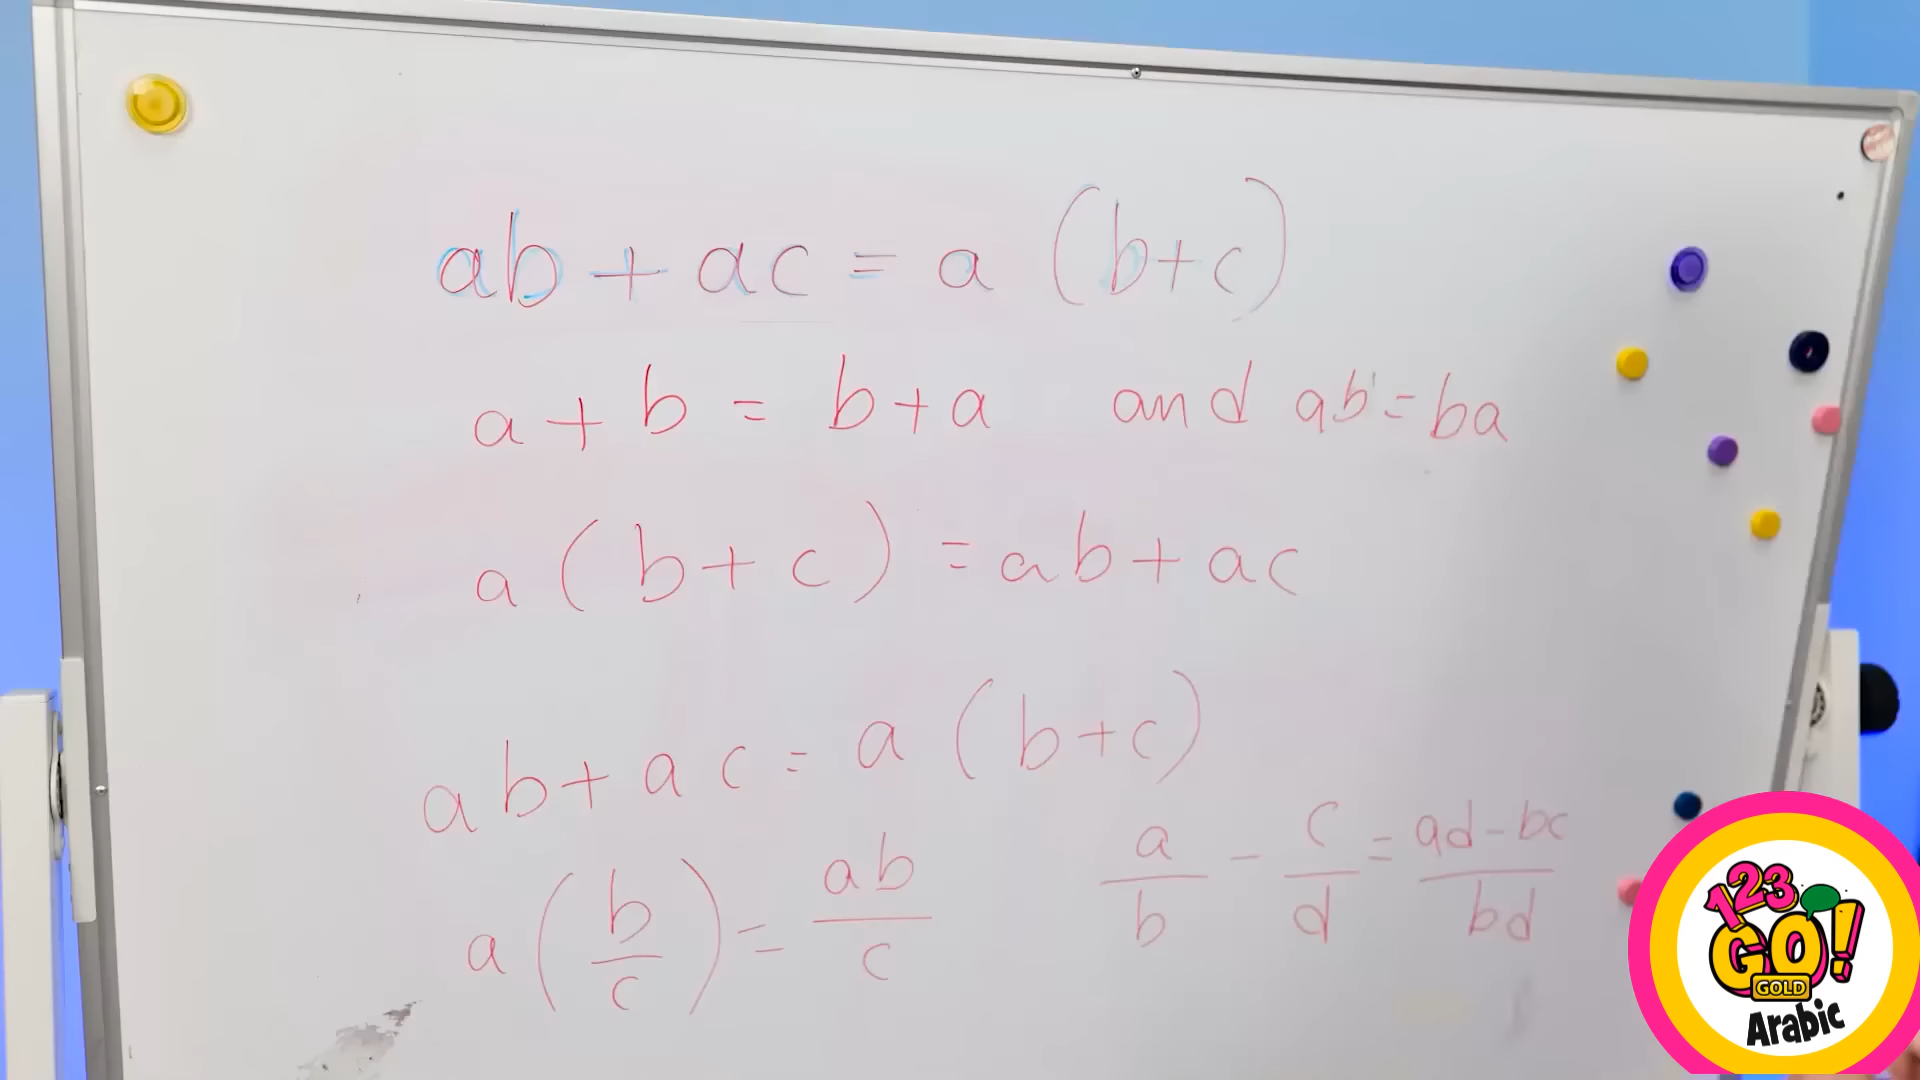 ab + ac = a (b+c)
a + b = b + a and ab = ba
a (b + c) = ab + ac
ab + ac = a (b+c)
a (b/c) = ab/c
a/b - c/d = ad - bc/bd
123
GO!
GOLD
Arabic